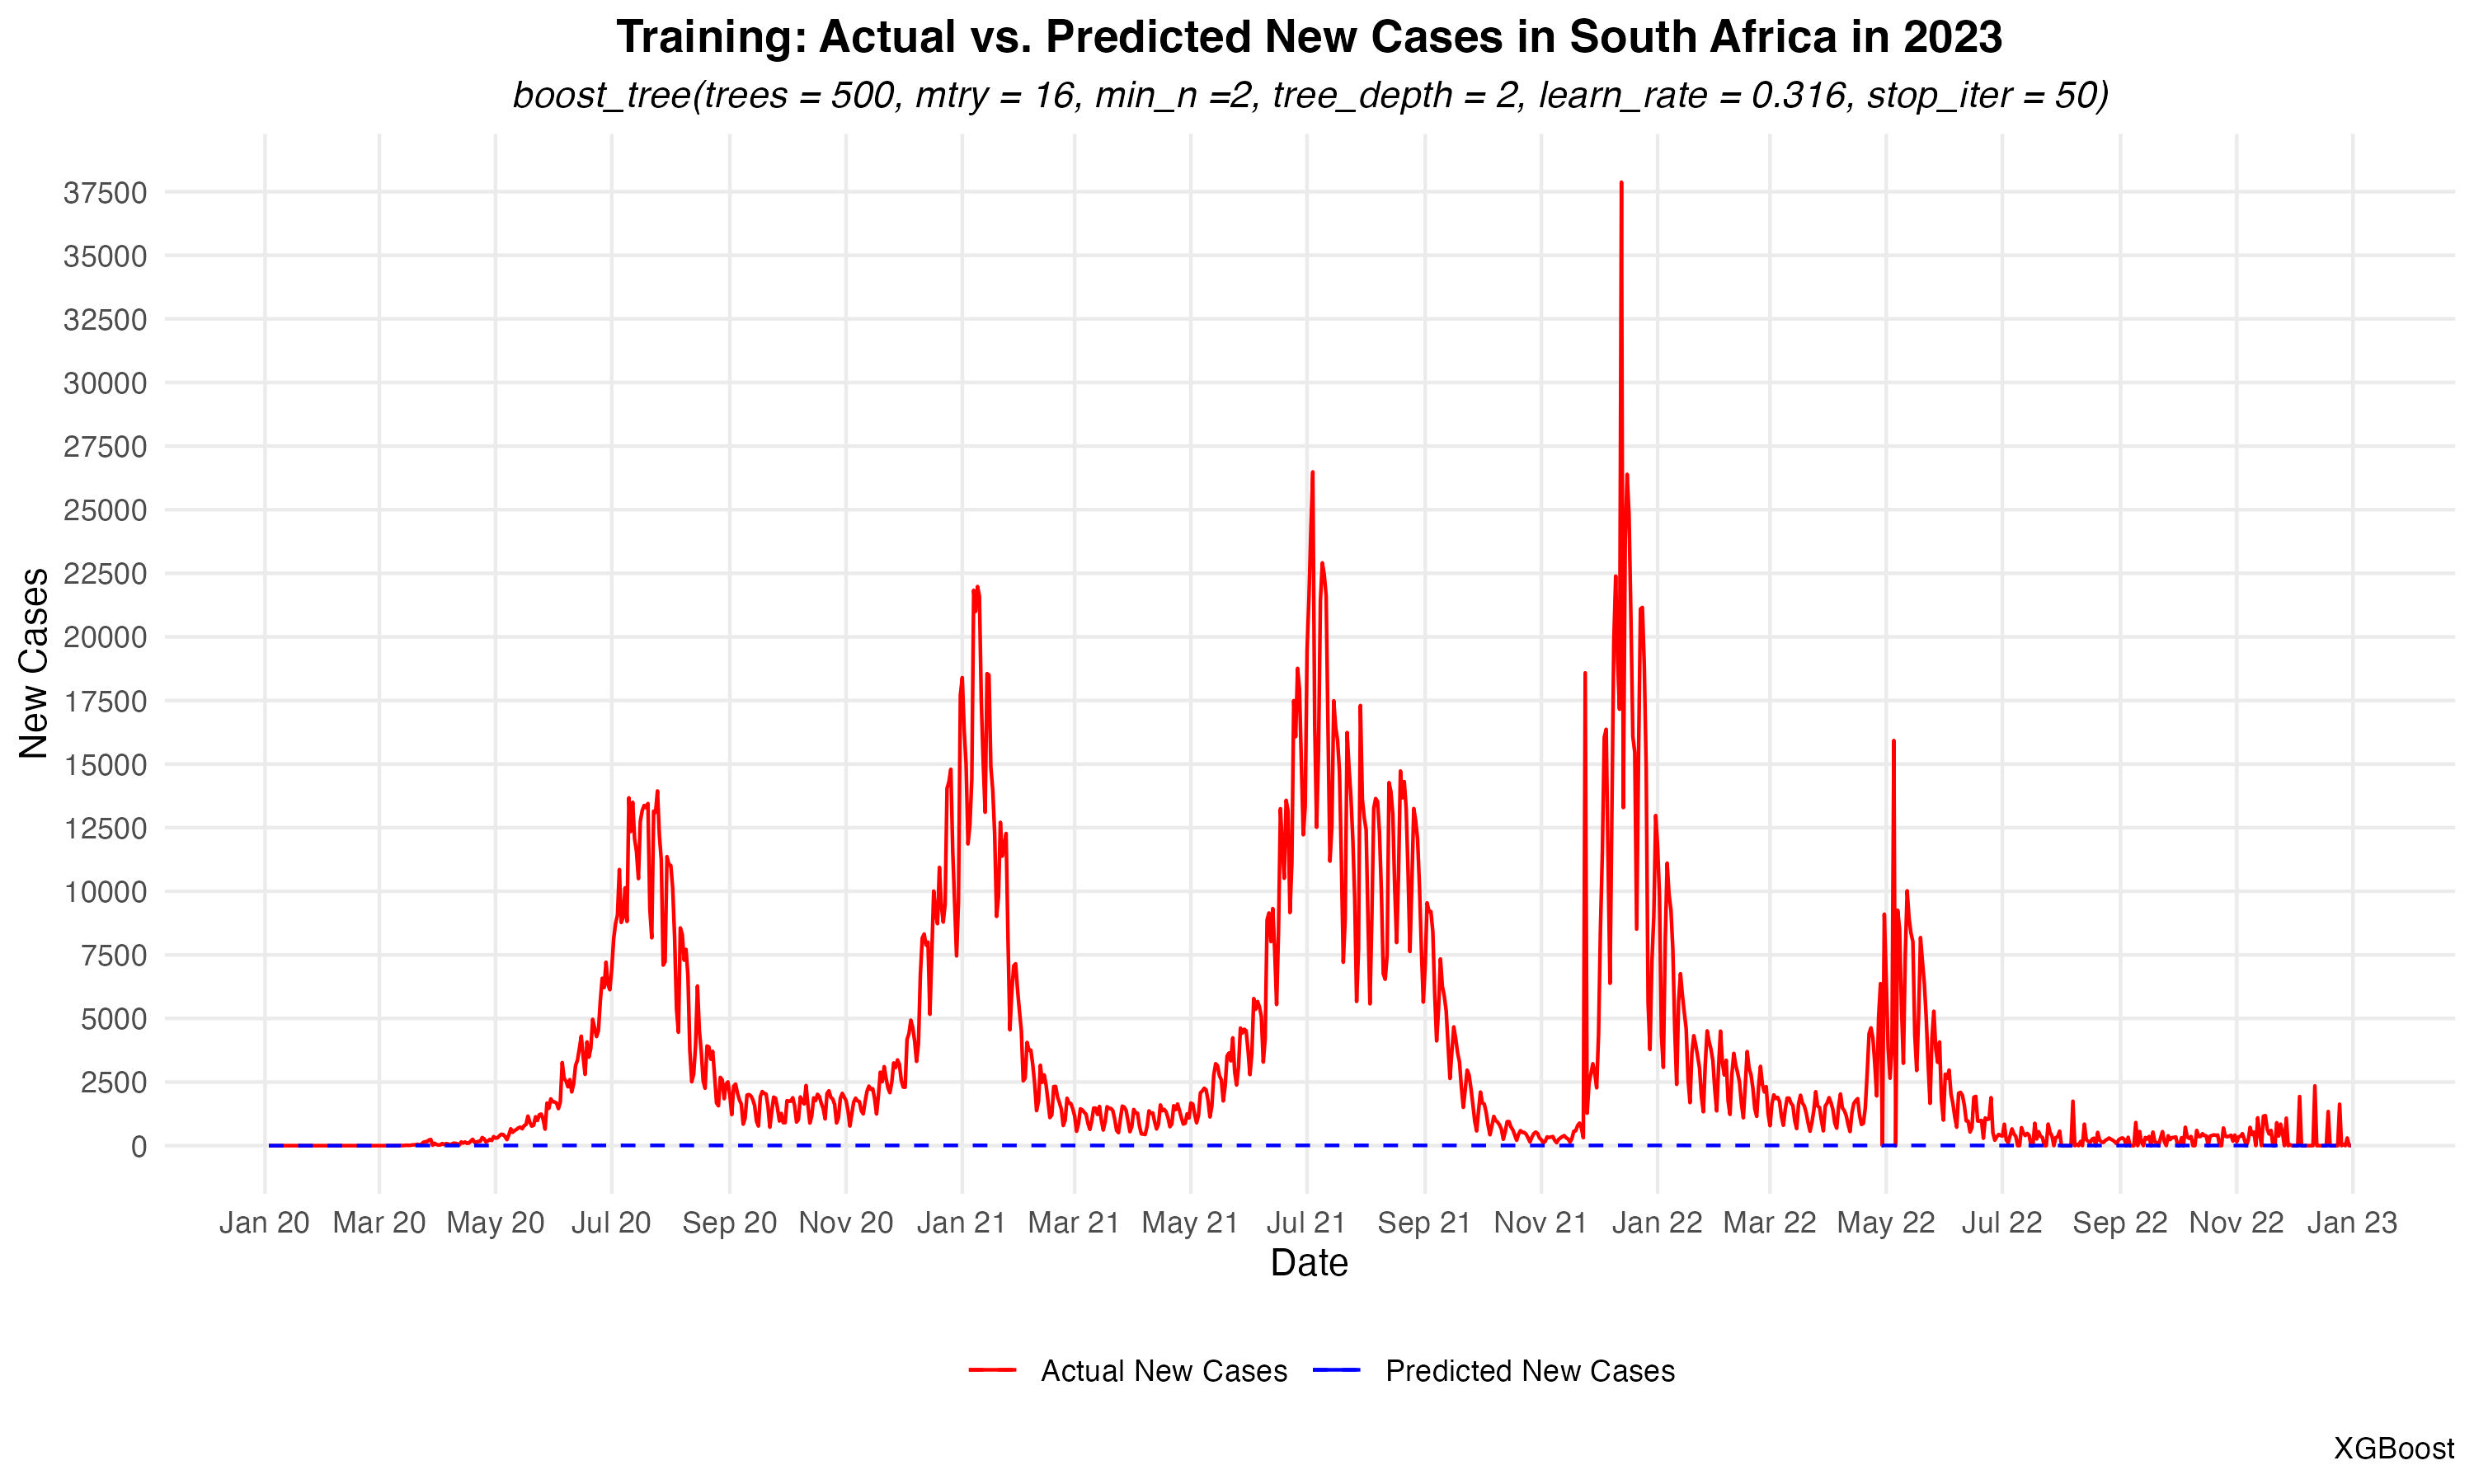 Training: Actual vs. Predicted New Cases in South Africa in 2023
boost_tree(trees = 500, mtry = 16, min_n =2, tree_depth = 2, learn_rate = 0.316, stop_iter = 50)
37500
35000
32500
30000
27500
25000
22500
20000
17500
15000
12500
10000
7500
5000
2500
0
New Cases
Jan 20 Mar 20 May 20 Jul 20 Sep 20 Nov 20 Jan 21 Mar 21 May 21 Jul 21 Sep 21 Nov 21 Jan 22 Mar 22 May 22 Jul 22 Sep 22 Nov 22 Jan 23
Date
Actual New Cases Predicted New Cases
XGBoost